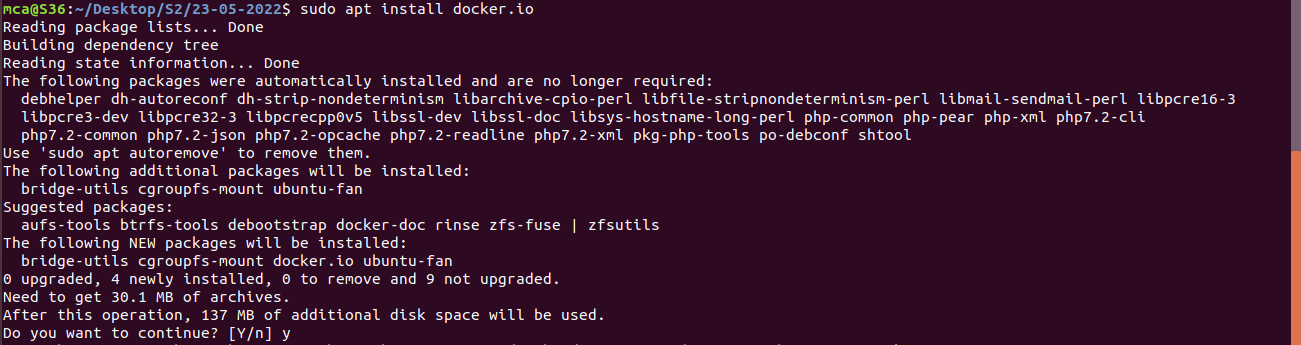 mca@S36:~/Desktop/S2/23-05-2022$ sudo apt install docker.io
Reading package lists... Done
Building dependency tree
Reading state information... Done
The following packages were automatically installed and are no longer required:
  debhelper dh-autoreconf dh-strip-nondeterminism libarchive-cpio-perl libfile-stripnondeterminism-perl libmail-sendmail-perl libpcre16-3
  libpcre3-dev libpcre32-3 libpcrecpp0v5 libssl-dev libssl-doc libsys-hostname-long-perl php-common php-pear php-xml php7.2-cli
  php7.2-common php7.2-json php7.2-opcache php7.2-readline php7.2-xml pkg-php-tools po-debconf shtool
Use 'sudo apt autoremove' to remove them.
The following additional packages will be installed:
  bridge-utils cgroupfs-mount ubuntu-fan
Suggested packages:
  aufs-tools btrfs-tools debootstrap docker-doc rinse zfs-fuse | zfsutils
The following NEW packages will be installed:
  bridge-utils cgroupfs-mount docker.io ubuntu-fan
0 upgraded, 4 newly installed, 0 to remove and 9 not upgraded.
Need to get 30.1 MB of archives.
After this operation, 137 MB of additional disk space will be used.
Do you want to continue? [Y/n] y